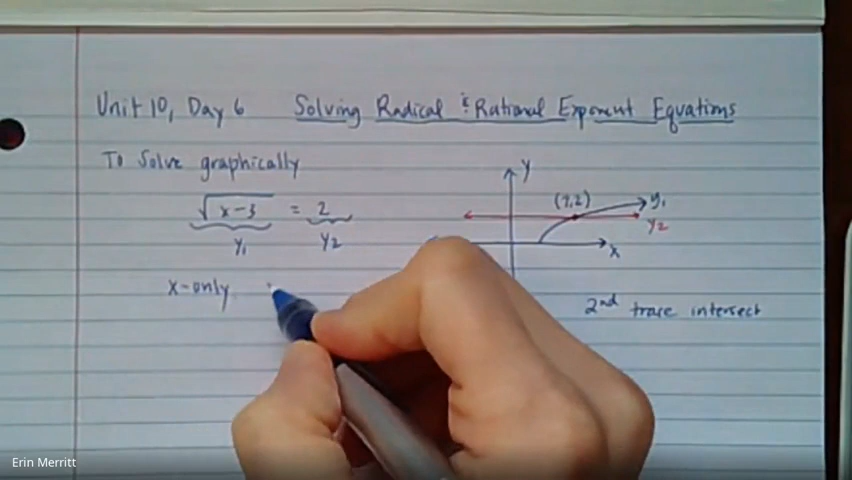 Unit 10, Day 6 Solving Radical & Rational Exponent Equations
To Solve graphically
√x-3 = 2
y₁ y₂
y
(7,2) y₁
y₂
x
x-only
2nd trace intersect
Erin Merritt